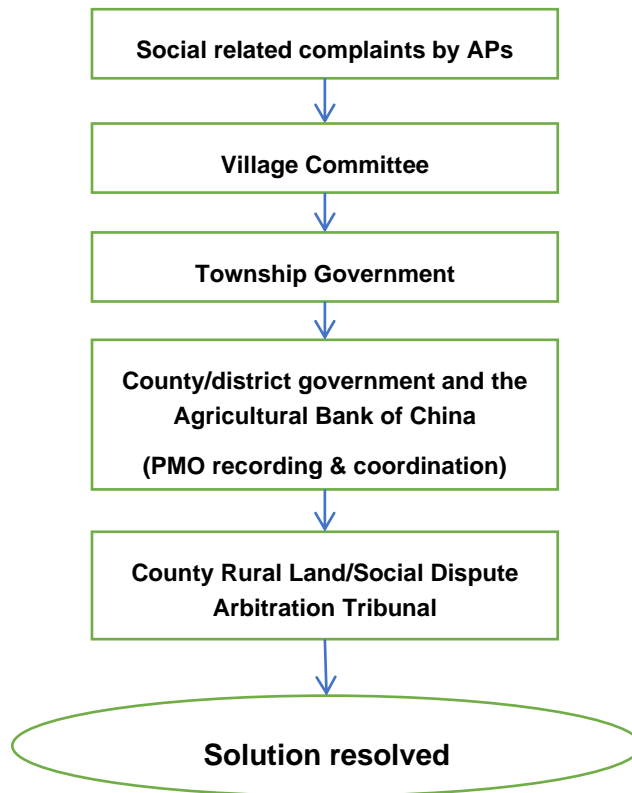 Social related complaints by APs
Village Committee
Township Government
County/district government and the
Agricultural Bank of China
(PMO recording & coordination)
County Rural Land/Social Dispute
Arbitration Tribunal
Solution resolved